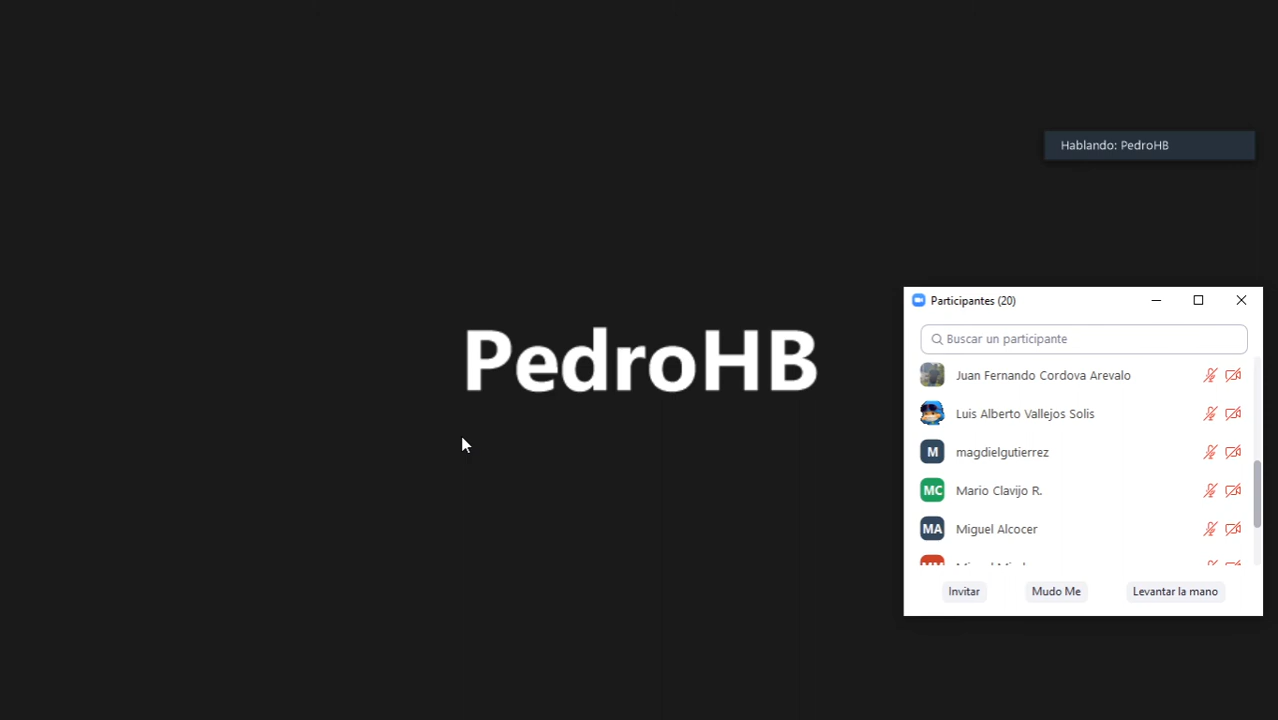 Hablando: PedroHB
PedroHB
Participantes (20)
Buscar un participante
Juan Fernando Cordova Arevalo
Luis Alberto Vallejos Solis
M magdielgutierrez
MC Mario Clavijo R.
MA Miguel Alcocer
Invitar Mudo Me Levantar la mano